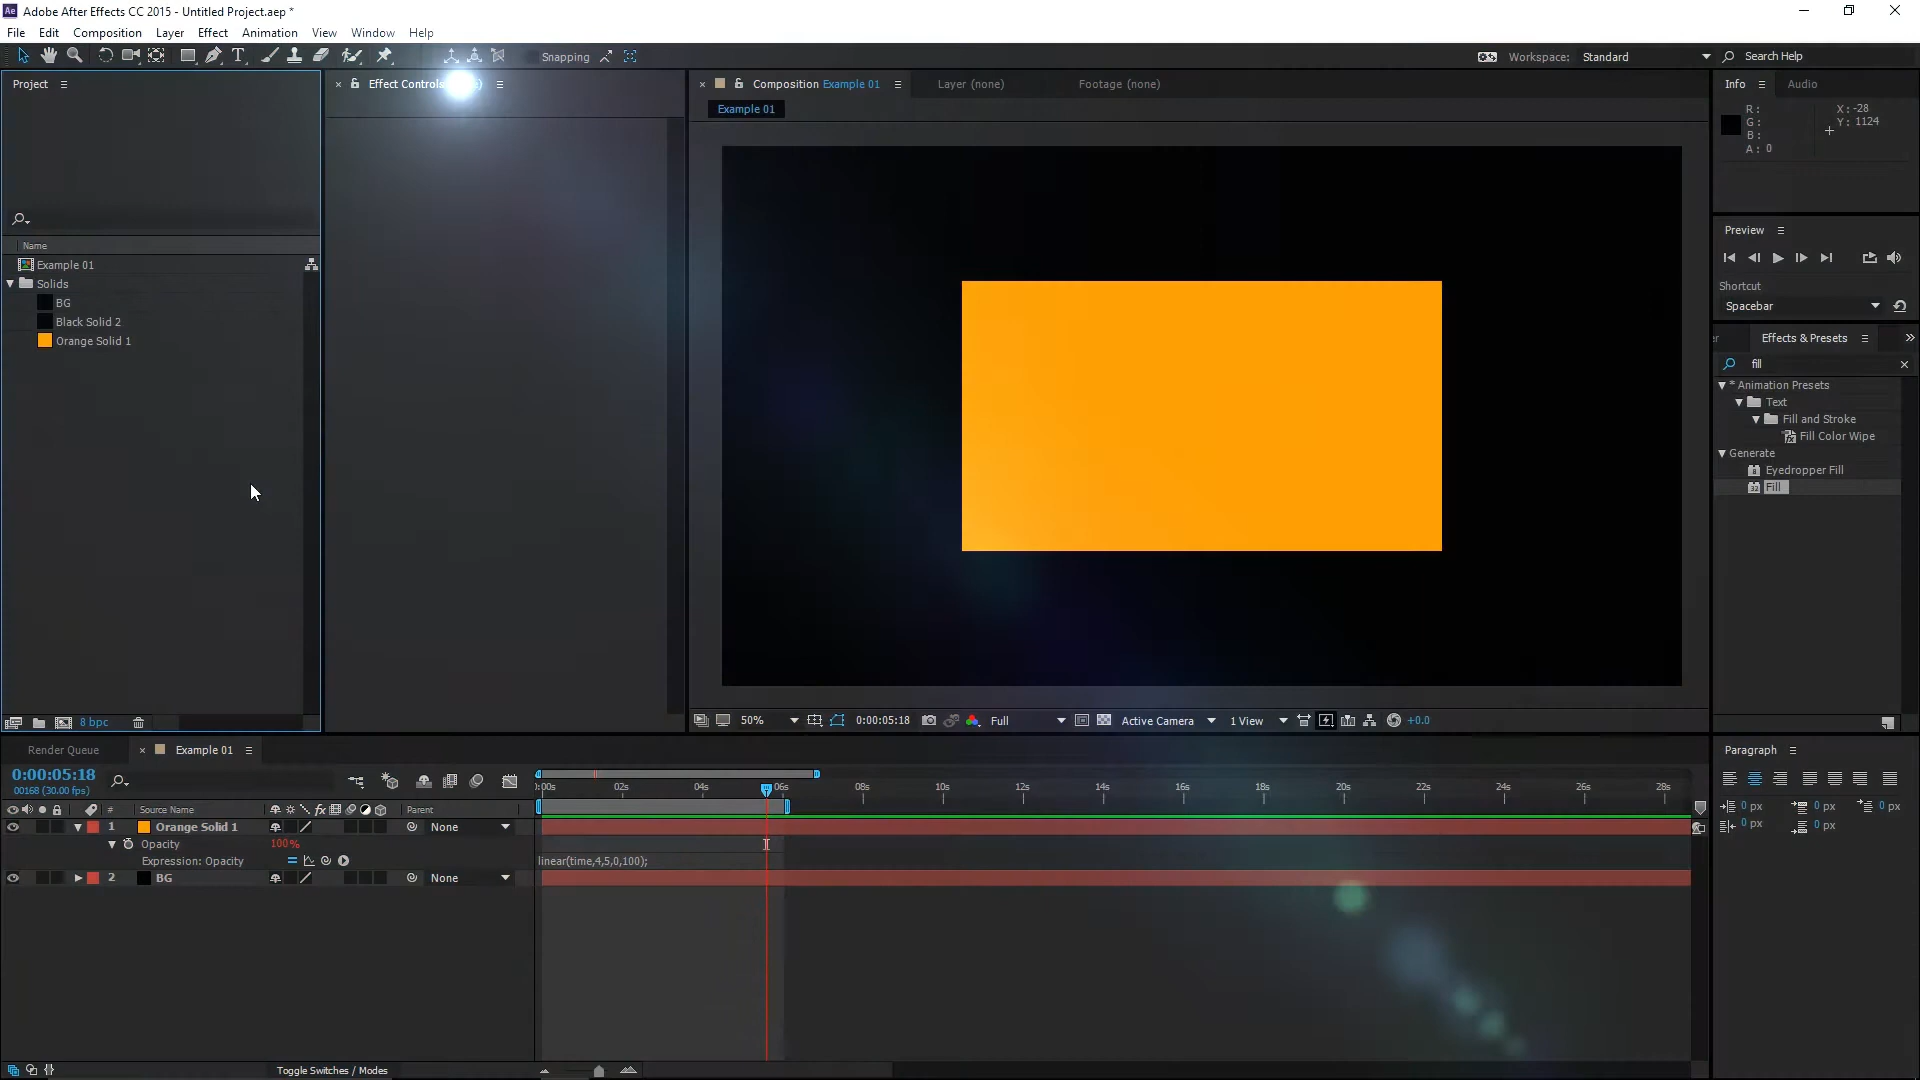 Ae Adobe After Effects CC 2015 - Untitled Project.aep *
File Edit Composition Layer Effect Animation View Window Help
T Snapping Workspace: Standard Search Help
Project
Effect Controls
Composition Example 01
Layer (none)
Footage (none)
Example 01
Info
Audio
R :
G :
B :
A : 0
X : -28
Y : 1124
Name
Example 01
Solids
BG
Black Solid 2
Orange Solid 1
8 bpc
50%
0:00:05:18
Full
Active Camera
1 View
+0.0
Preview
Shortcut
Spacebar
Effects & Presets
fill
* Animation Presets
Text
Fill and Stroke
Fill Color Wipe
Generate
Eyedropper Fill
32 Fill
Render Queue
Example 01
0:00:05:18
00168 (30.00 fps)
:00s 02s 04s 06s 08s 10s 12s 14s 16s 18s 20s 22s 24s 26s 28s
# Source Name fx Parent
1 Orange Solid 1 None
Opacity 100%
Expression: Opacity linear(time,4,5,0,100);
2 BG None
Toggle Switches / Modes
Paragraph
0 px 0 px 0 px
0 px 0 px